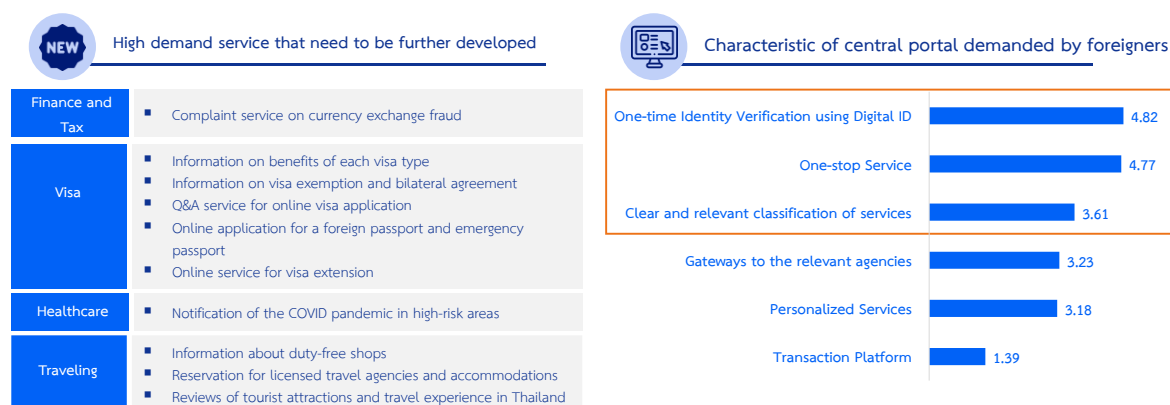 NEW
High demand service that need to be further developed
Finance and
Tax
▪ Complaint service on currency exchange fraud
Visa
▪ Information on benefits of each visa type
▪ Information on visa exemption and bilateral agreement
▪ Q&A service for online visa application
▪ Online application for a foreign passport and emergency
passport
▪ Online service for visa extension
Healthcare
▪ Notification of the COVID pandemic in high-risk areas
Traveling
▪ Information about duty-free shops
▪ Reservation for licensed travel agencies and accommodations
▪ Reviews of tourist attractions and travel experience in Thailand
Characteristic of central portal demanded by foreigners
One-time Identity Verification using Digital ID 4.82
One-stop Service 4.77
Clear and relevant classification of services 3.61
Gateways to the relevant agencies 3.23
Personalized Services 3.18
Transaction Platform 1.39